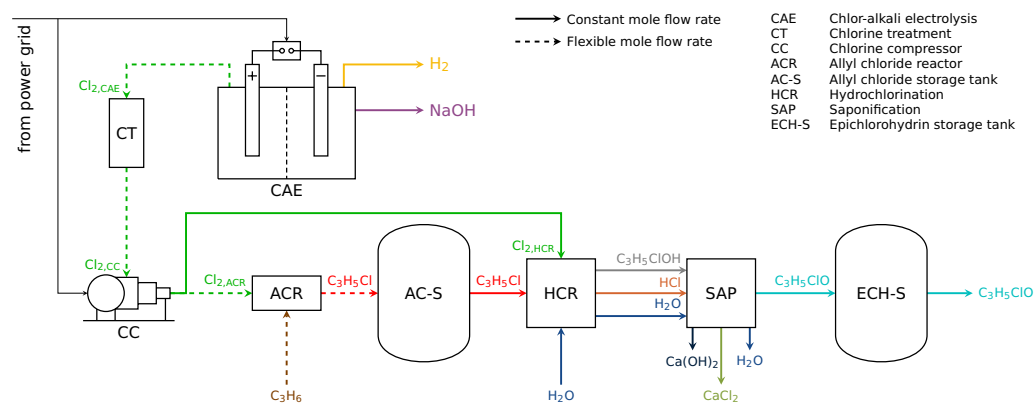 from power grid
Constant mole flow rate
Flexible mole flow rate
CAE Chlor-alkali electrolysis
CT Chlorine treatment
CC Chlorine compressor
ACR Allyl chloride reactor
AC-S Allyl chloride storage tank
HCR Hydrochlorination
SAP Saponification
ECH-S Epichlorohydrin storage tank
+ −
H₂
NaOH
Cl₂,CAE
CT
CAE
Cl₂,CC
CC
Cl₂,ACR
ACR
C₃H₆
C₃H₅Cl
AC-S
C₃H₅Cl
Cl₂,HCR
HCR
H₂O
C₃H₅ClOH
HCl
H₂O
SAP
Ca(OH)₂
CaCl₂
H₂O
C₃H₅ClO
ECH-S
C₃H₅ClO